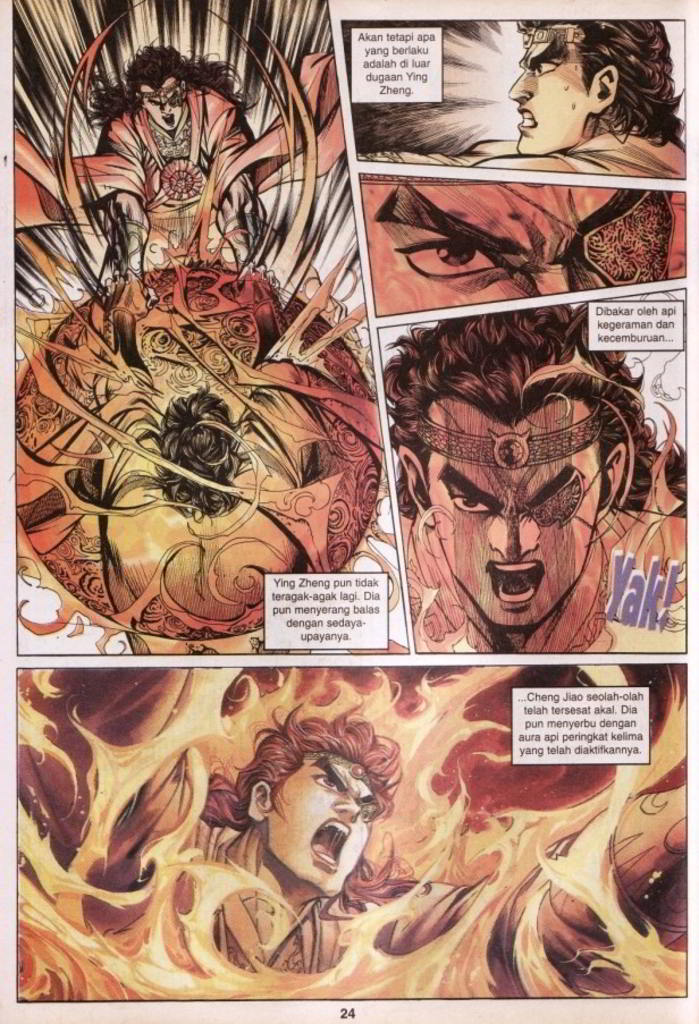 Ying Zheng pun tidak
teragak-agak lagi. Dia
pun menyerang balas
dengan sedaya-
upayanya.
Akan tetapi apa
yang berlaku
adalah di luar
dugaan Ying
Zheng.
Dibakar oleh api
kegeraman dan
kecemburuan...
Yak!
...Cheng Jiao seolah-olah
telah tersesat akal. Dia
pun menyerbu dengan
aura api peringkat kelima
yang telah diaktifkannya.
24